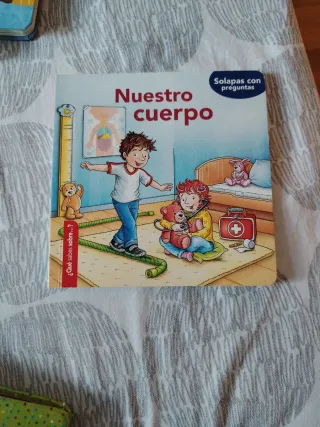 Solapas con
preguntas
Nuestro
cuerpo
¿Qué sabes sobre...?